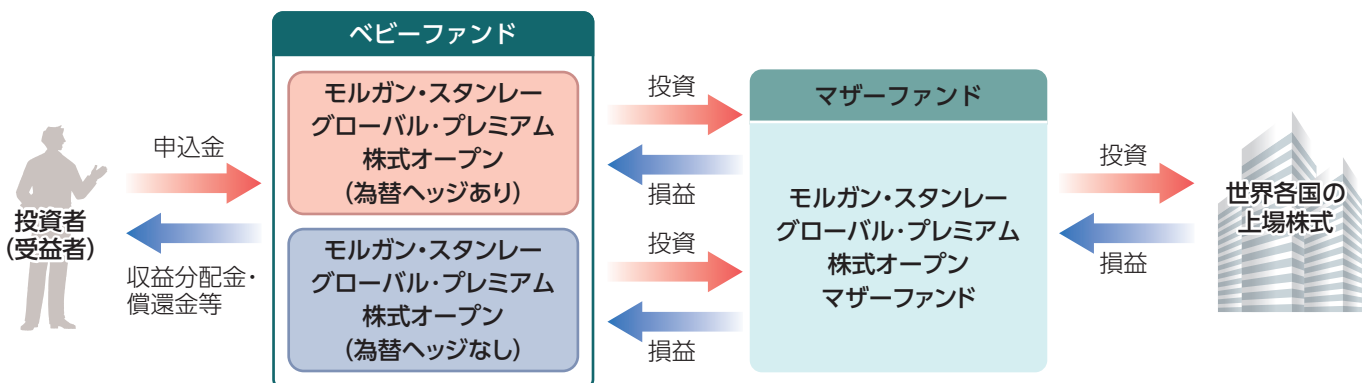 投資者
(受益者)
申込金
収益分配金・
償還金等
ベビーファンド
モルガン・スタンレー
グローバル・プレミアム
株式オープン
(為替ヘッジあり)
モルガン・スタンレー
グローバル・プレミアム
株式オープン
(為替ヘッジなし)
投資
損益
投資
損益
マザーファンド
モルガン・スタンレー
グローバル・プレミアム
株式オープン
マザーファンド
投資
損益
世界各国の
上場株式